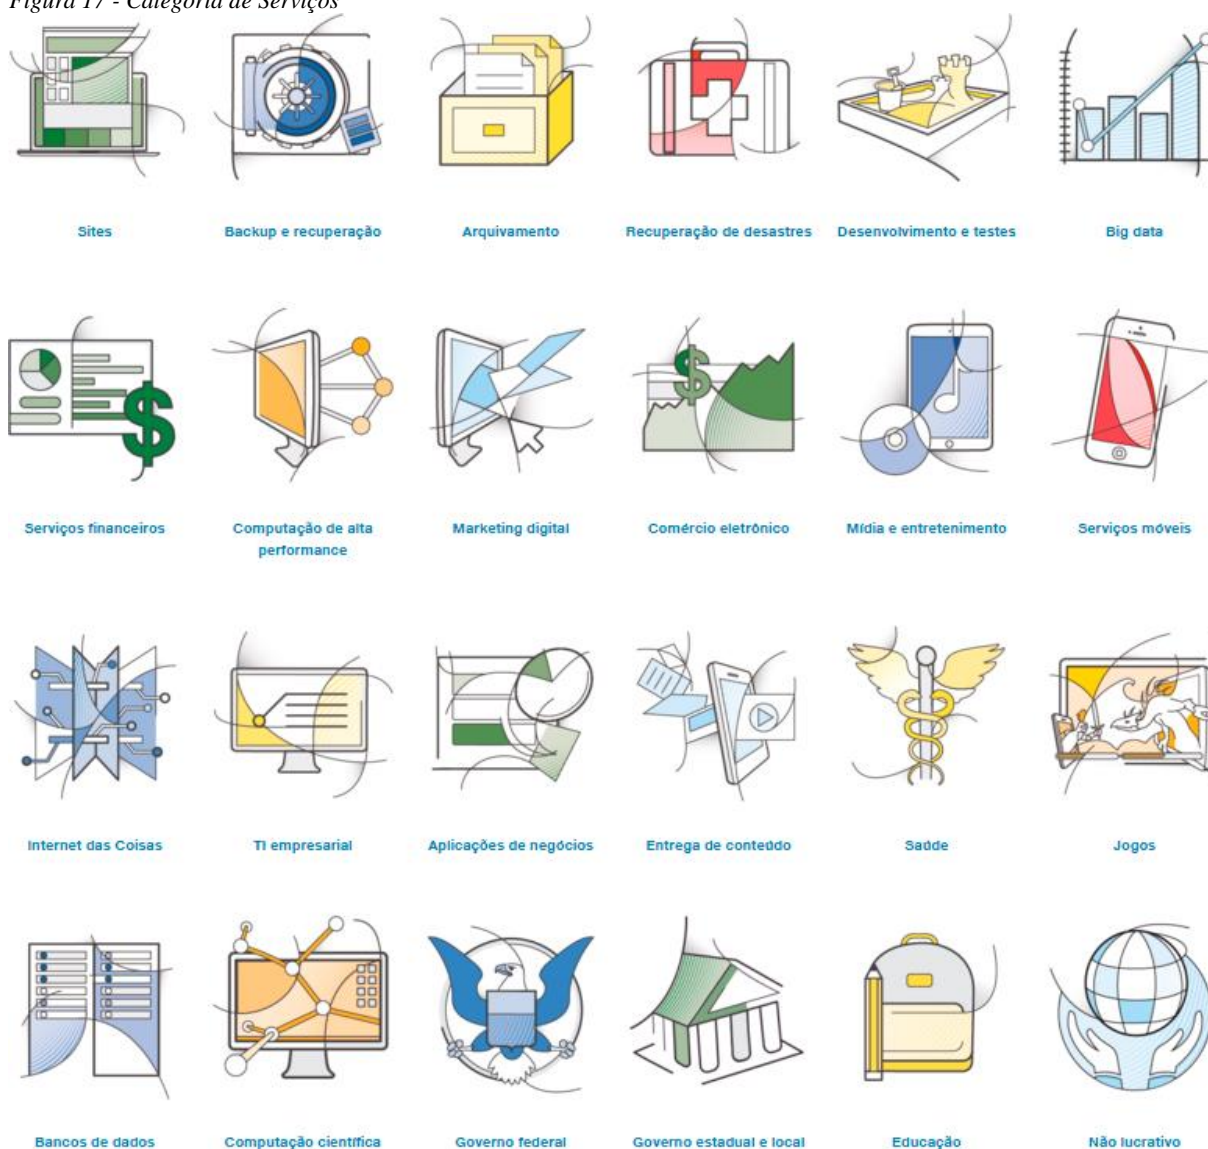 Figura 17 - Categoria de Serviços
Sites
Backup e recuperação
Arquivamento
Recuperação de desastres
Desenvolvimento e testes
Big data
Serviços financeiros
Computação de alta
performance
Marketing digital
Comércio eletrônico
Mídia e entretenimento
Serviços móveis
Internet das Coisas
TI empresarial
Aplicações de negócios
Entrega de conteúdo
Saúde
Jogos
Bancos de dados
Computação científica
Governo federal
Governo estadual e local
Educação
Não lucrativo